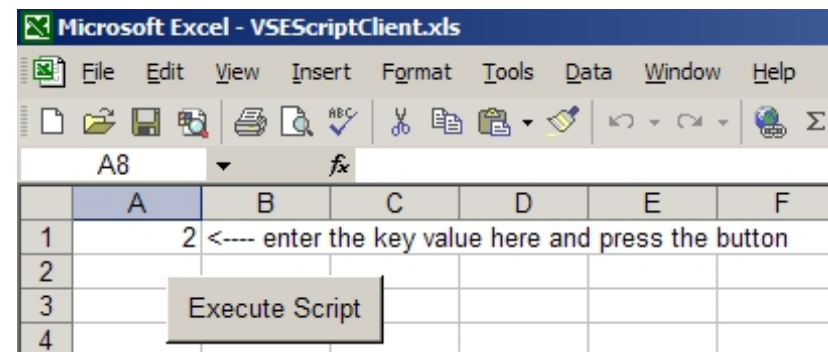 Microsoft Excel - VSEScriptClient.xls
File Edit View Insert Format Tools Data Window Help
ABC Σ
A8 fx
A B C D E F
1 2 <---- enter the key value here and press the button
2
3 Execute Script
4